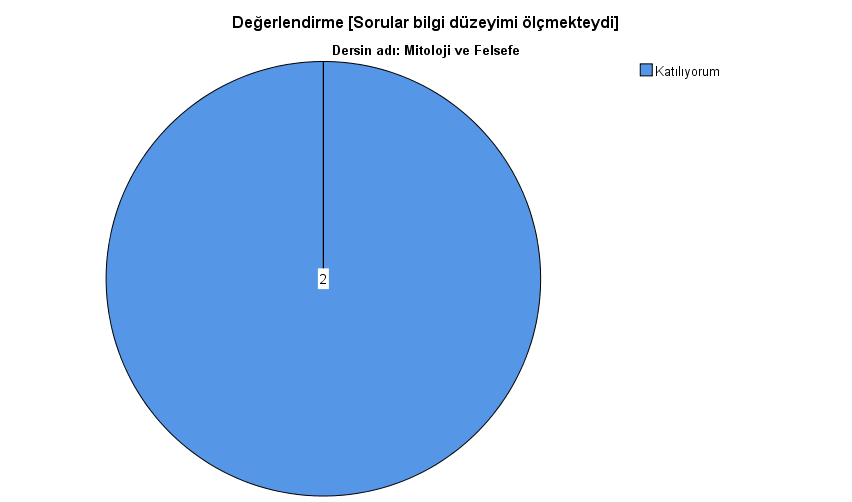 Değerlendirme [Sorular bilgi düzeyimi ölçmekteydi]
Dersin adı: Mitoloji ve Felsefe
Katılıyorum
2